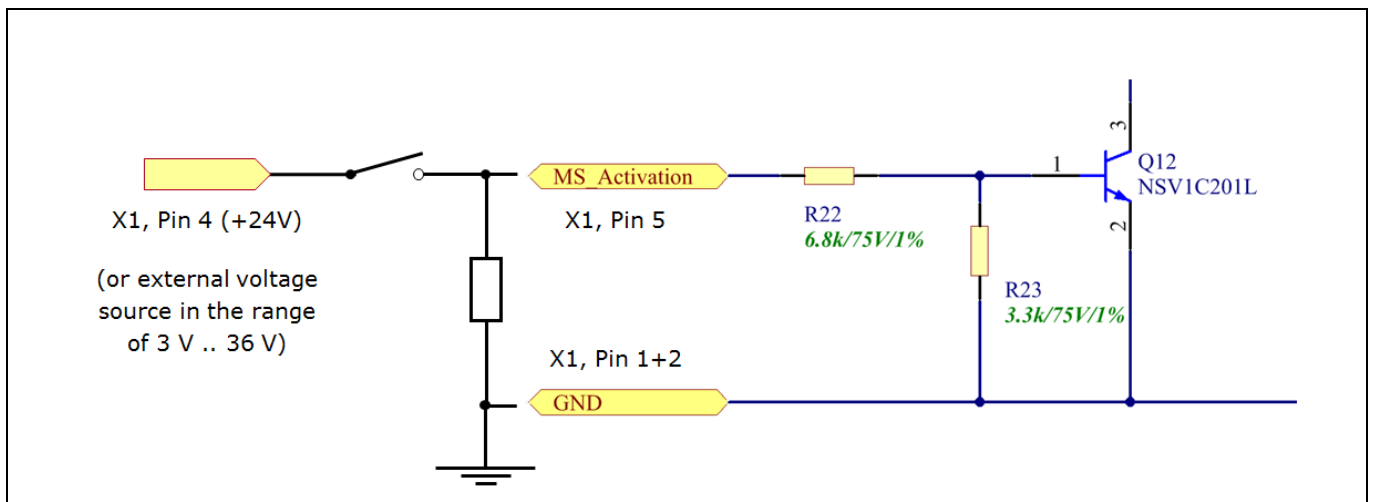 3
1
Q12
NSV1C201L
MS_Activation
X1, Pin 4 (+24V)
X1, Pin 5
R22
6.8k/75V/1%
2
(or external voltage
source in the range
of 3 V .. 36 V)
R23
3.3k/75V/1%
X1, Pin 1+2
GND